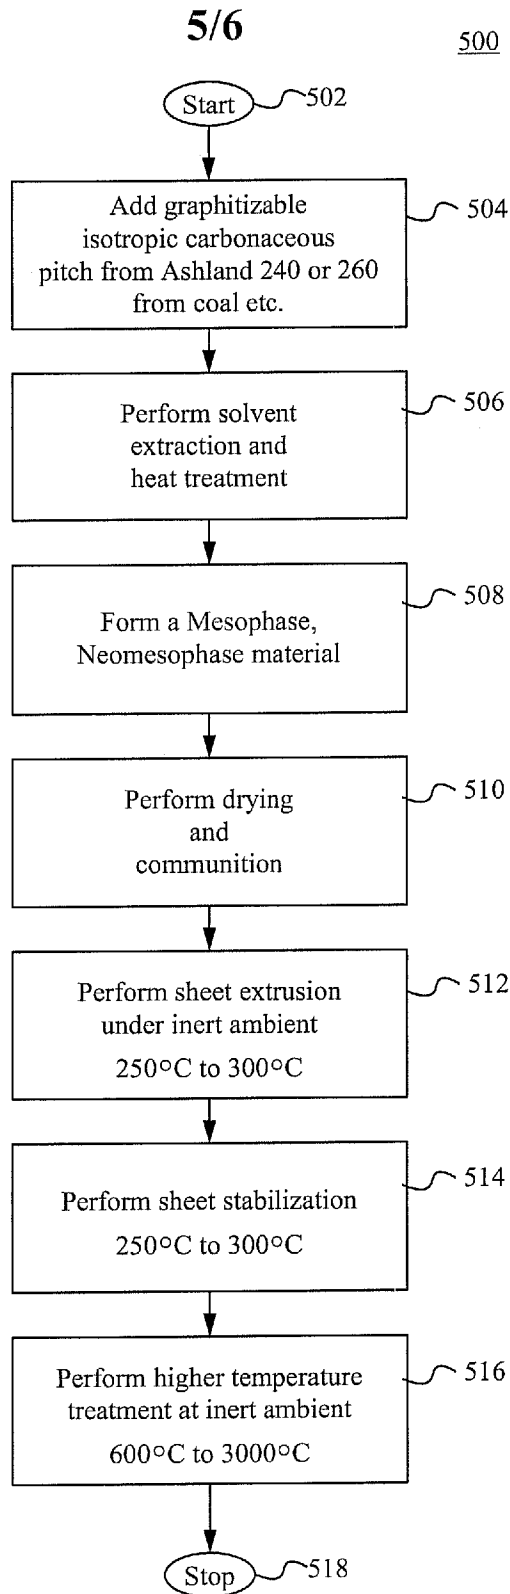 5/6
500
Start
502
Add graphitizable
isotropic carbonaceous
pitch from Ashland 240 or 260
from coal etc.
504
Perform solvent
extraction and
heat treatment
506
Form a Mesophase,
Neomesophase material
508
Perform drying
and
communition
510
Perform sheet extrusion
under inert ambient
250°C to 300°C
512
Perform sheet stabilization
250°C to 300°C
514
Perform higher temperature
treatment at inert ambient
600°C to 3000°C
516
Stop
518